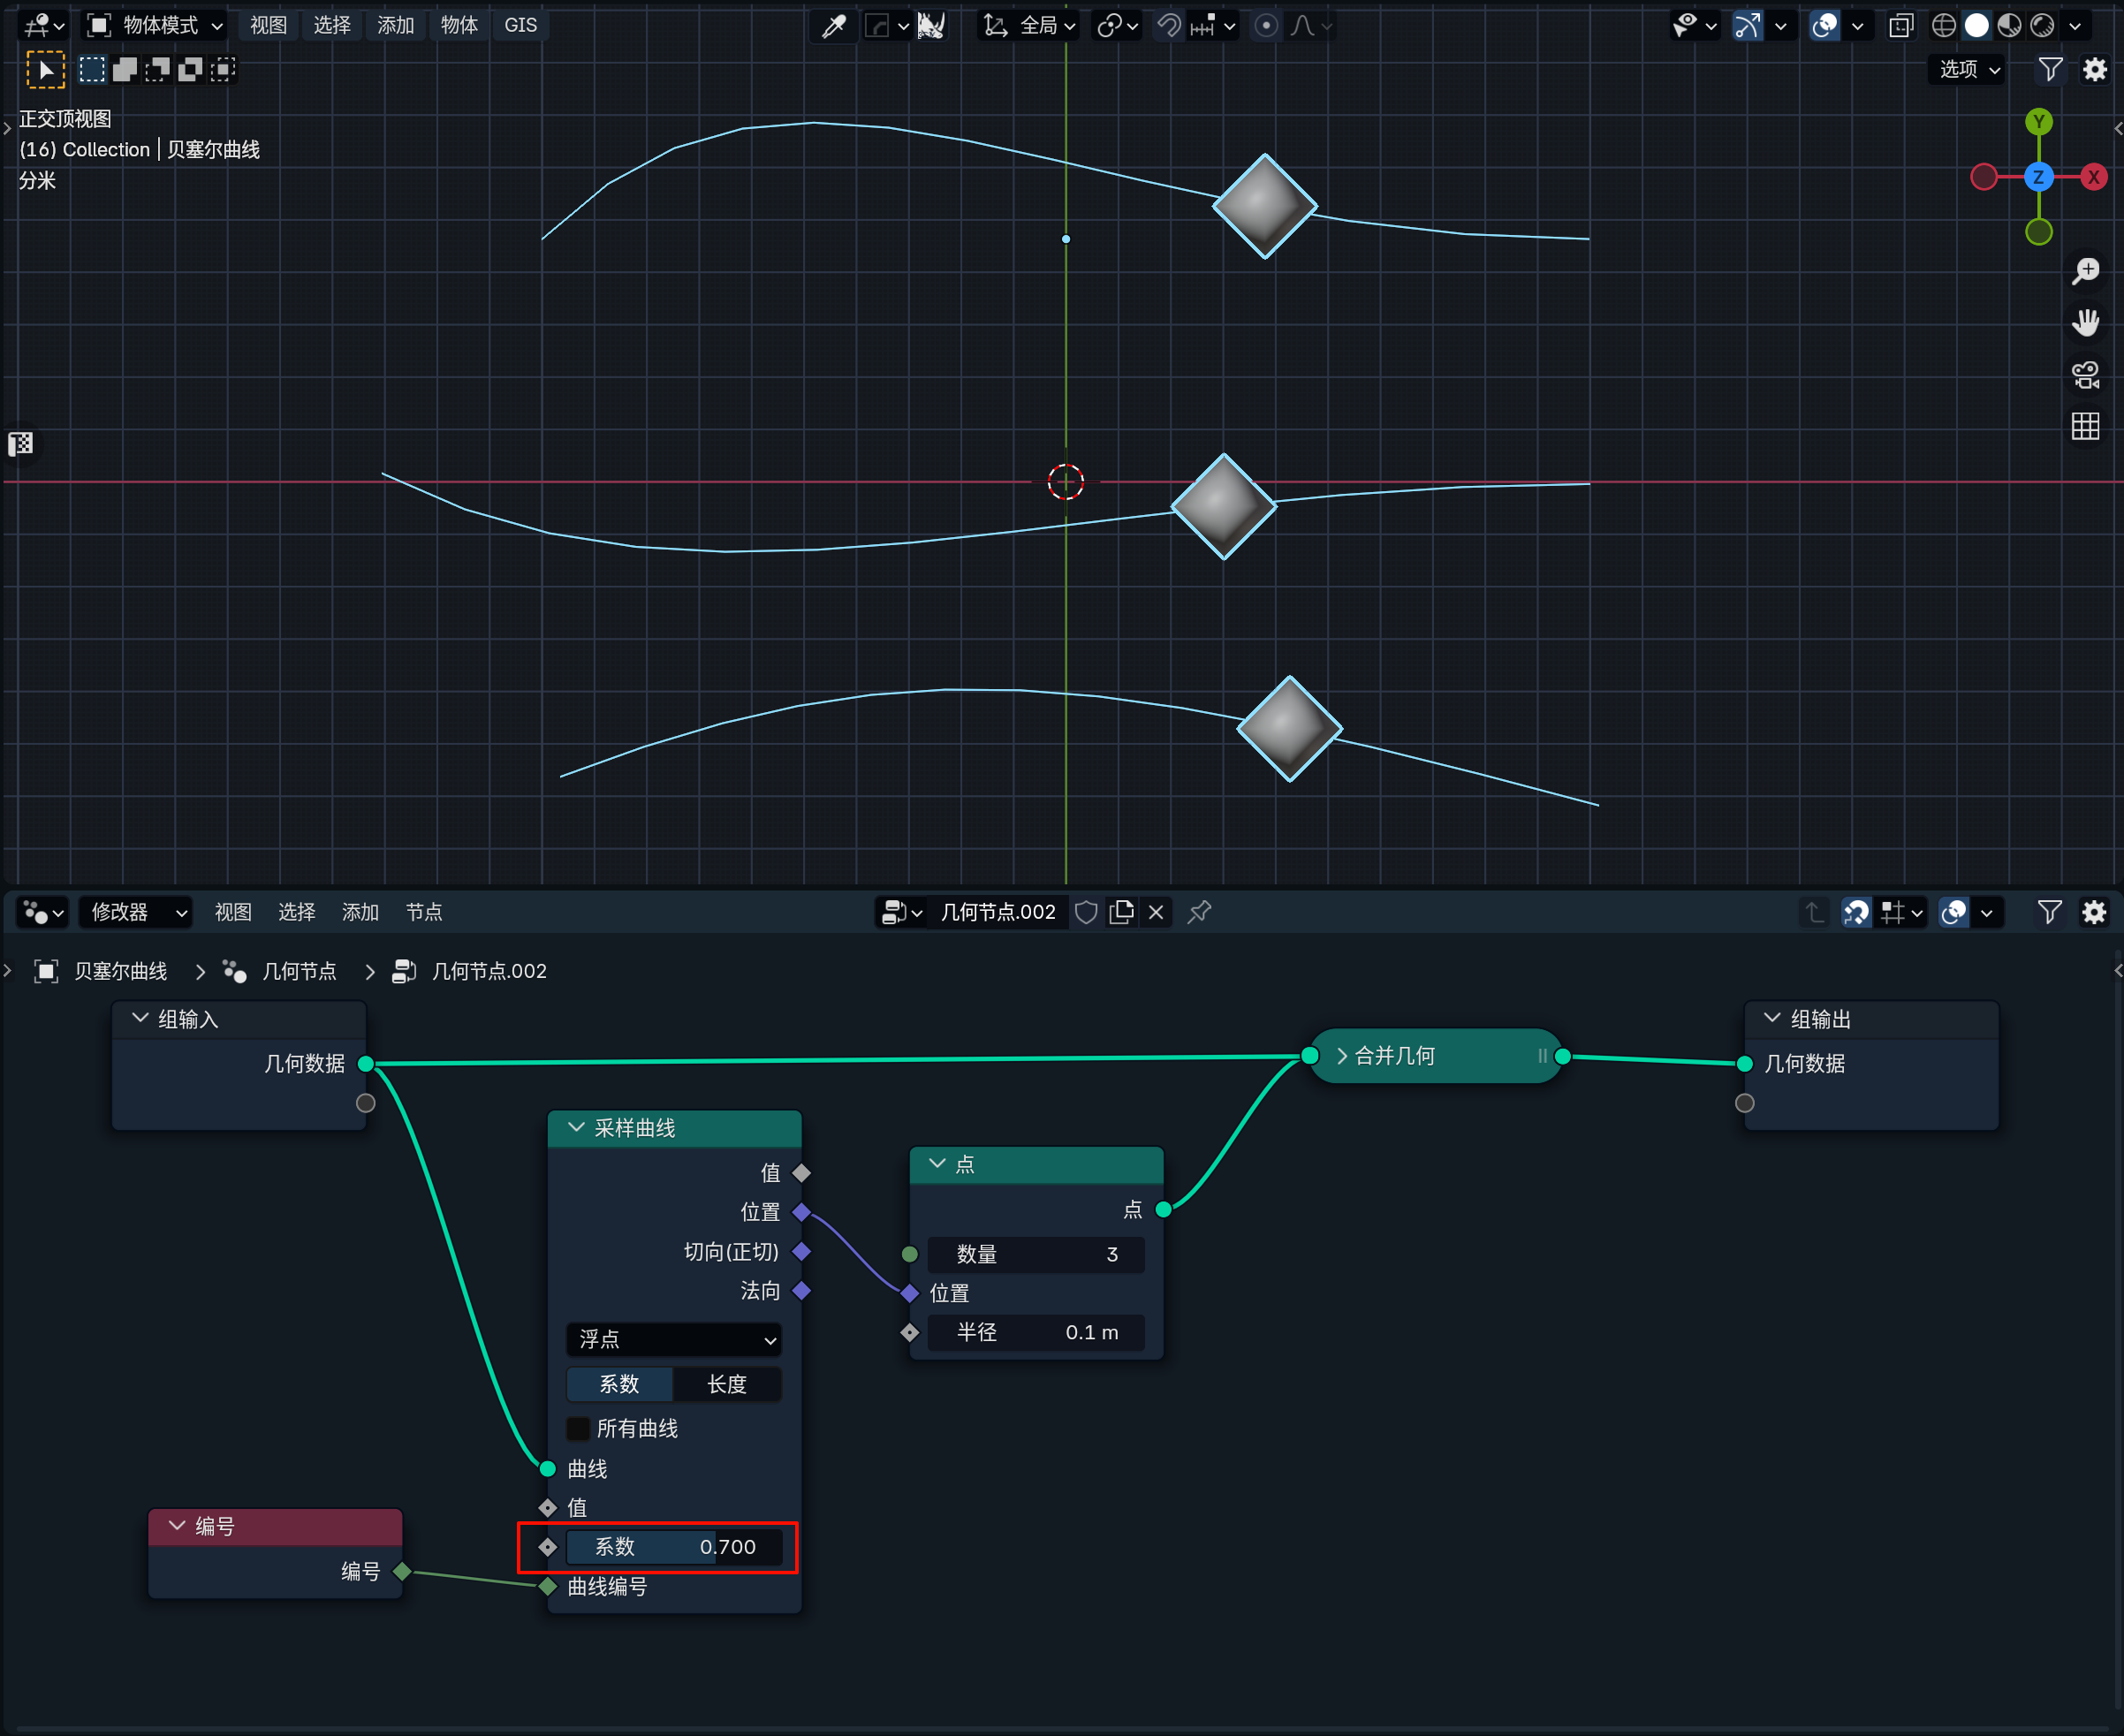 物体模式 视图 选择 添加 物体 GIS 全局
选项
正交顶视图
(16) Collection | 贝塞尔曲线
分米
Y
Z
X
修改器 视图 选择 添加 节点 几何节点.002
贝塞尔曲线 > 几何节点 > 几何节点.002
组输入
几何数据
合并几何
组输出
几何数据
采样曲线
值
位置
切向(正切)
法向
浮点
系数 长度
所有曲线
曲线
值
系数 0.700
曲线编号
点
点
数量 3
位置
半径 0.1 m
编号
编号